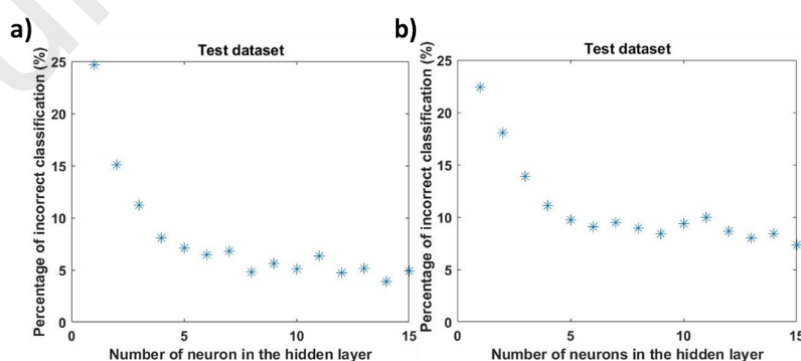 a)
Test dataset
Percentage of incorrect classification (%)
25
20
15
10
5
0
0 5 10 15
Number of neuron in the hidden layer
b)
Test dataset
Percentage of incorrect classification (%)
25
20
15
10
5
0
0 5 10 15
Number of neurons in the hidden layer